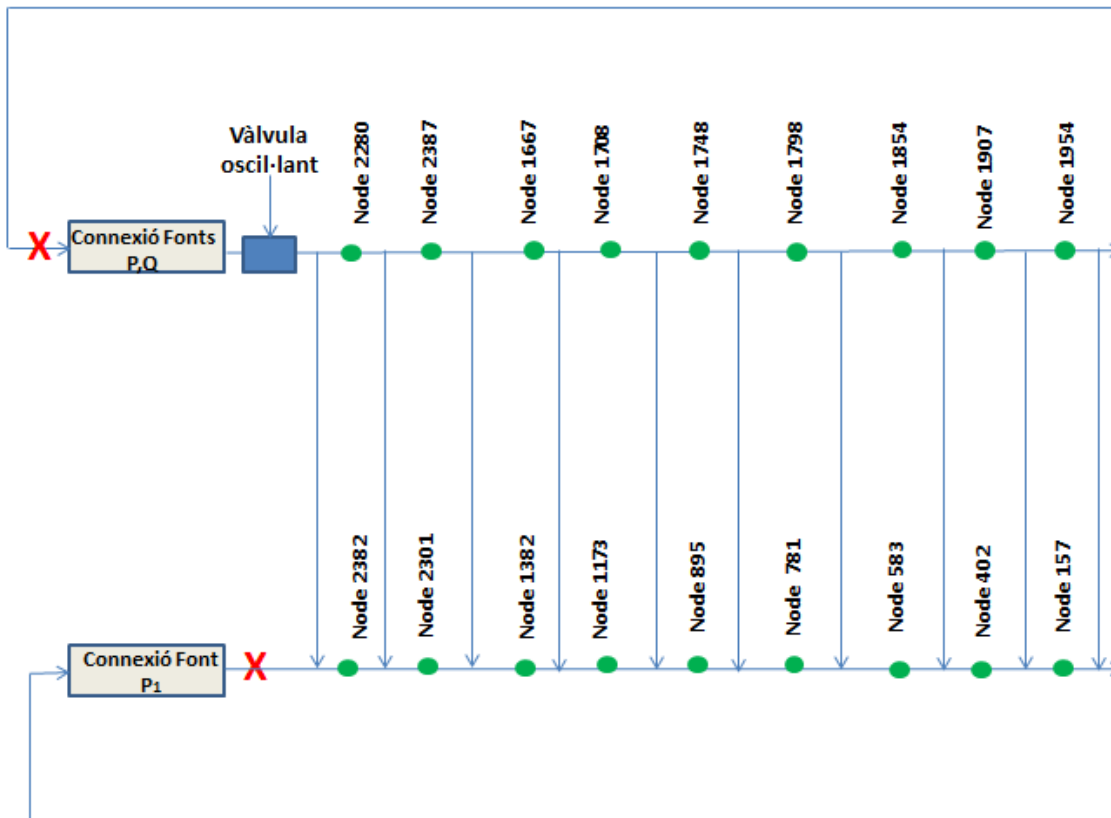 Vàlvula
oscil·lant
Node 2280
Node 2387
Node 1667
Node 1708
Node 1748
Node 1798
Node 1854
Node 1907
Node 1954
X
Connexió Fonts
P,Q
Node 2382
Node 2301
Node 1382
Node 1173
Node 895
Node 781
Node 583
Node 402
Node 157
Connexió Font
P1
X